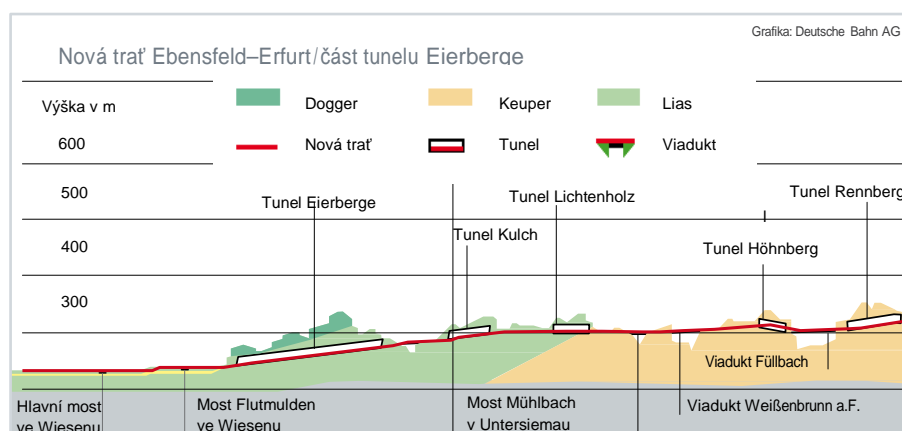 Grafika: Deutsche Bahn AG
Nová trať Ebensfeld–Erfurt/část tunelu Eierberge
Výška v m
Dogger
Keuper
Lias
600
Nová trať
Tunel
Viadukt
500
Tunel Eierberge
Tunel Lichtenholz
Tunel Rennberg
400
Tunel Kulch
Tunel Höhnberg
300
Viadukt Füllbach
Hlavní most
ve Wiesenu
Most Flutmulden
ve Wiesenu
Most Mühlbach
v Untersiemau
Viadukt Weißenbrunn a.F.